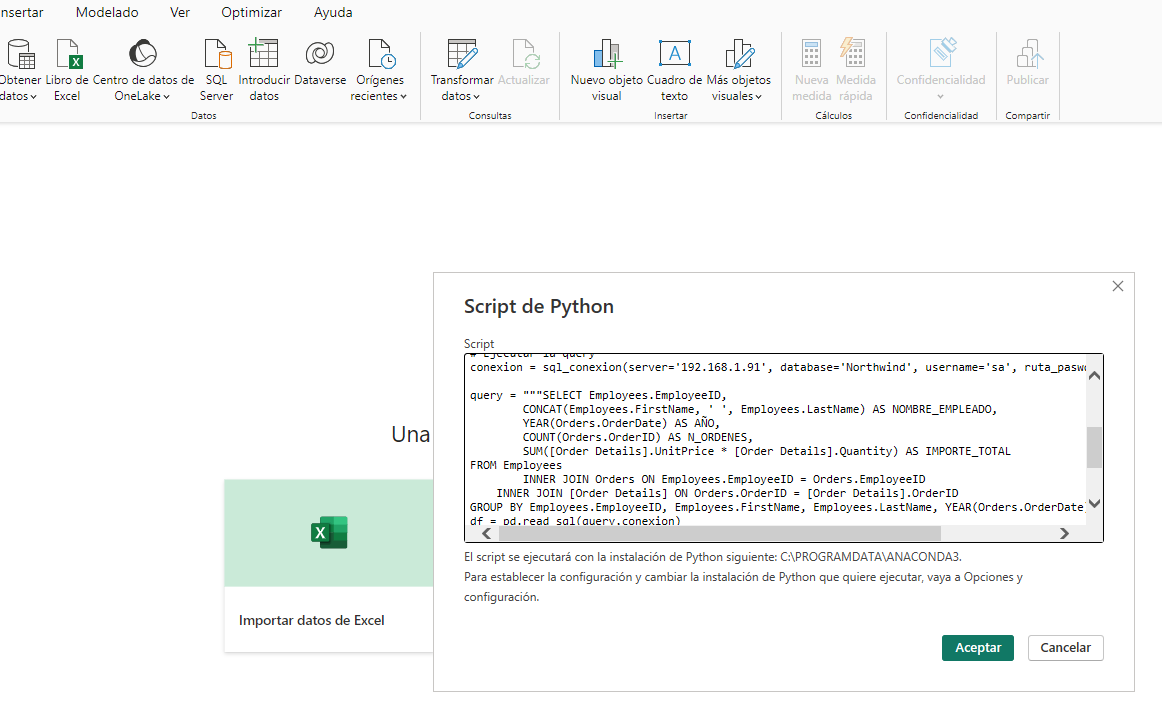 nsertar Modelado Ver Optimizar Ayuda
Obtener datos
Libro de Excel
Centro de datos de OneLake
SQL Server
Introducir datos
Dataverse
Orígenes recientes
Transformar datos
Actualizar
Nuevo objeto visual
Cuadro de texto
Más objetos visuales
Nueva medida
Medida rápida
Confidencialidad
Publicar
Datos
Consultas
Insertar
Cálculos
Confidencialidad
Compartir
Una
Importar datos de Excel
Script de Python
Script
# Ejecutar la query
conexion = sql_conexion(server='192.168.1.91', database='Northwind', username='sa', ruta_pasw
query = """SELECT Employees.EmployeeID,
CONCAT(Employees.FirstName, ' ', Employees.LastName) AS NOMBRE_EMPLEADO,
YEAR(Orders.OrderDate) AS AÑO,
COUNT(Orders.OrderID) AS N_ORDENES,
SUM([Order Details].UnitPrice * [Order Details].Quantity) AS IMPORTE_TOTAL
FROM Employees
INNER JOIN Orders ON Employees.EmployeeID = Orders.EmployeeID
INNER JOIN [Order Details] ON Orders.OrderID = [Order Details].OrderID
GROUP BY Employees.EmployeeID, Employees.FirstName, Employees.LastName, YEAR(Orders.OrderDate
df = pd.read_sql(query,conexion)
El script se ejecutará con la instalación de Python siguiente: C:\PROGRAMDATA\ANACONDA3.
Para establecer la configuración y cambiar la instalación de Python que quiere ejecutar, vaya a Opciones y
configuración.
Aceptar
Cancelar